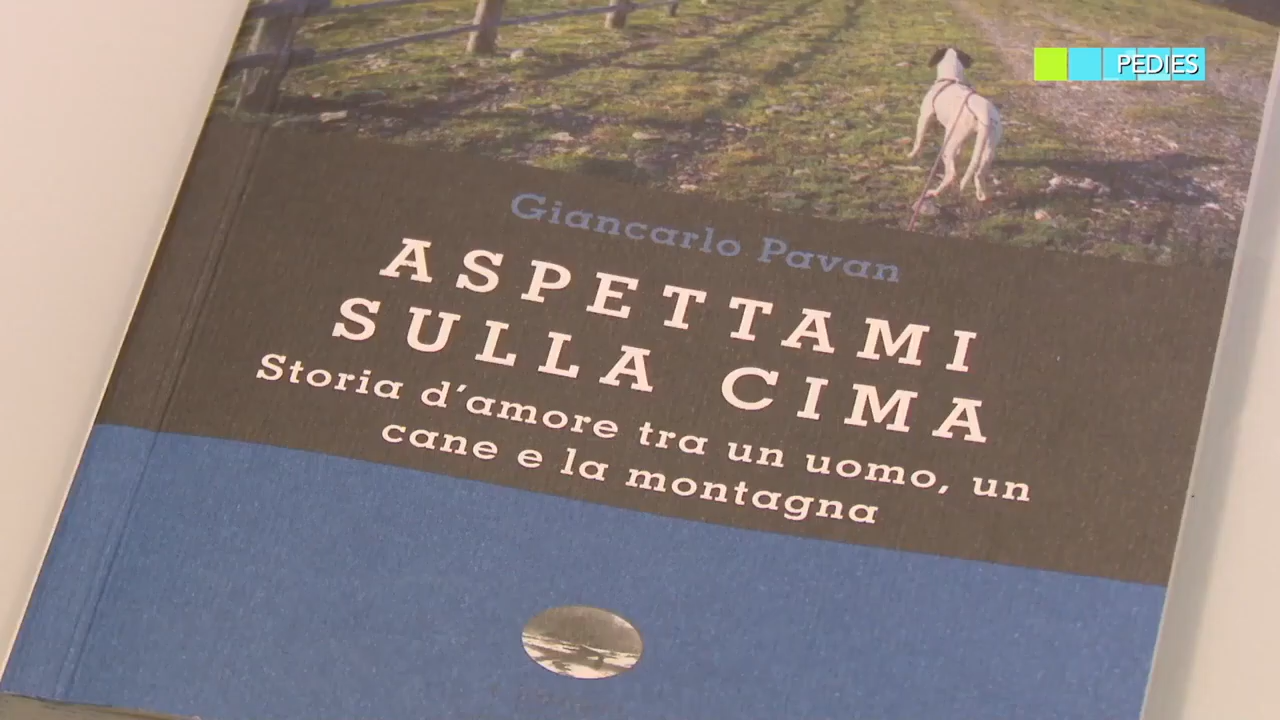 PEDIES
Giancarlo Pavan
ASPETTAMI
SULLA CIMA
Storia d'amore tra un uomo, un
cane e la montagna